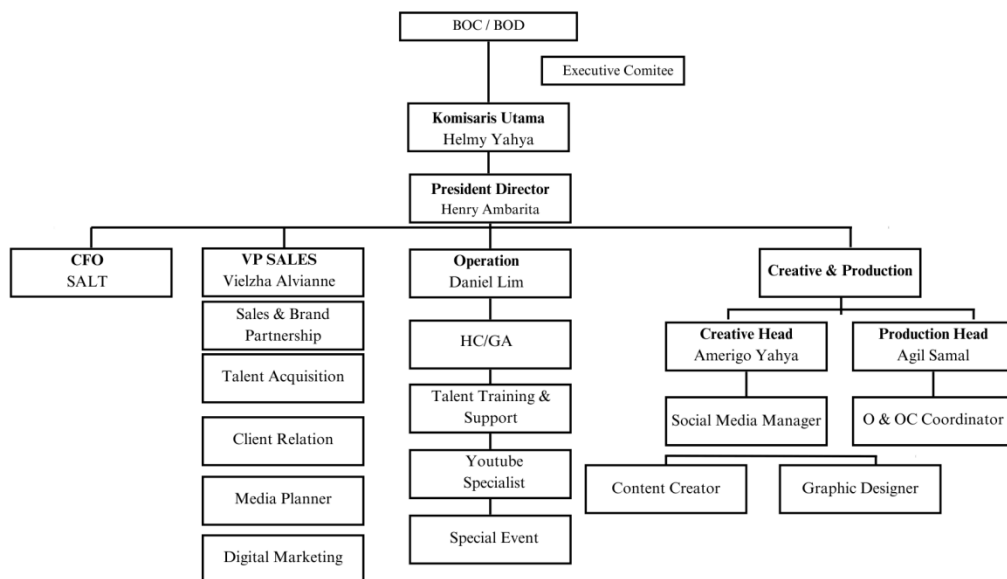 BOC / BOD
Executive Comitee
Komisaris Utama
Helmy Yahya
President Director
Henry Ambarita
CFO
SALT
VP SALES
Vielzha Alvianne
Operation
Daniel Lim
Creative & Production
Sales & Brand
Partnership
HC/GA
Creative Head
Amerigo Yahya
Production Head
Agil Samal
Talent Acquisition
Talent Training &
Support
Social Media Manager
O & OC Coordinator
Client Relation
Youtube
Specialist
Content Creator
Graphic Designer
Media Planner
Special Event
Digital Marketing